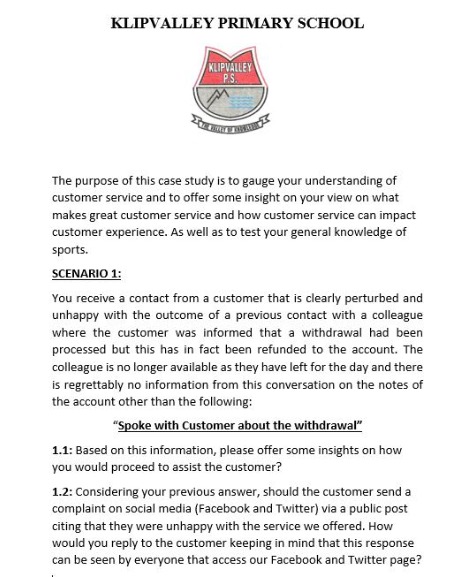 KLIPVALLEY PRIMARY SCHOOL
KLIPVALLEY
P.S.
THE VALLEY OF KNOWLEDGE
The purpose of this case study is to gauge your understanding of
customer service and to offer some insight on your view on what
makes great customer service and how customer service can impact
customer experience. As well as to test your general knowledge of
sports.
SCENARIO 1:
You receive a contact from a customer that is clearly perturbed and
unhappy with the outcome of a previous contact with a colleague
where the customer was informed that a withdrawal had been
processed but this has in fact been refunded to the account. The
colleague is no longer available as they have left for the day and there
is regrettably no information from this conversation on the notes of
the account other than the following:
“Spoke with Customer about the withdrawal”
1.1: Based on this information, please offer some insights on how
you would proceed to assist the customer?
1.2: Considering your previous answer, should the customer send a
complaint on social media (Facebook and Twitter) via a public post
citing that they were unhappy with the service we offered. How
would you reply to the customer keeping in mind that this response
can be seen by everyone that access our Facebook and Twitter page?